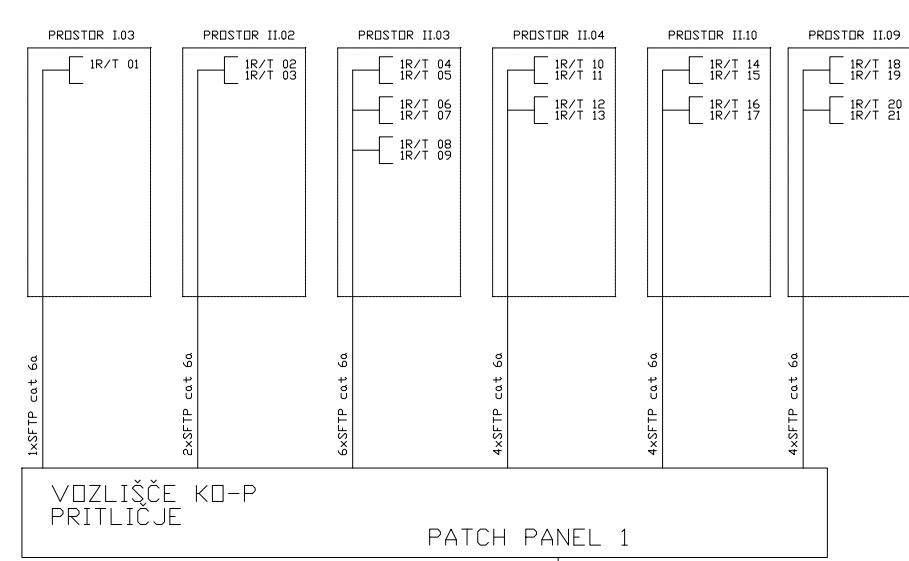 PROSTOR I.03
1R/T 01
PROSTOR II.02
1R/T 02
1R/T 03
PROSTOR II.03
1R/T 04
1R/T 05
1R/T 06
1R/T 07
1R/T 08
1R/T 09
PROSTOR II.04
1R/T 10
1R/T 11
1R/T 12
1R/T 13
PROSTOR II.10
1R/T 14
1R/T 15
1R/T 16
1R/T 17
PROSTOR II.09
1R/T 18
1R/T 19
1R/T 20
1R/T 21
1xSFTP cat 6a
2xSFTP cat 6a
6xSFTP cat 6a
4xSFTP cat 6a
4xSFTP cat 6a
4xSFTP cat 6a
VOZLIŠČE KO-P
PRITLIČJE
PATCH PANEL 1